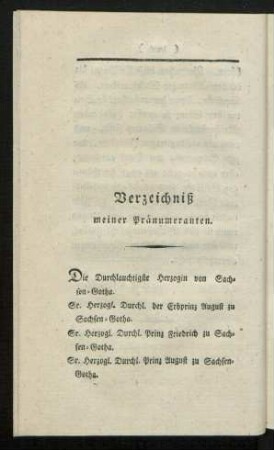 Verzeichniß
meiner Pränumeranten.
Die Durchlauchtigste Herzogin von Sach-
sen-Gotha.
Se. Herzogl. Durchl. der Erbprinz August zu
Sachsen-Gotha.
Se. Herzogl. Durchl. Prinz Friedrich zu Sach-
sen-Gotha.
Se. Herzogl. Durchl. Prinz August zu Sachsen-
Gotha.